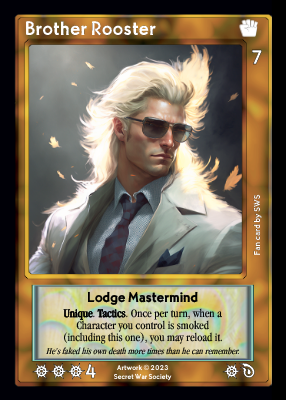 Brother Rooster
7
Fan card by SWS
Lodge Mastermind
Unique. Tactics. Once per turn, when a
Character you control is smoked
(including this one), you may reload it.
He's faked his own death more times than he can remember.
4
Artwork © 2023
Secret War Society